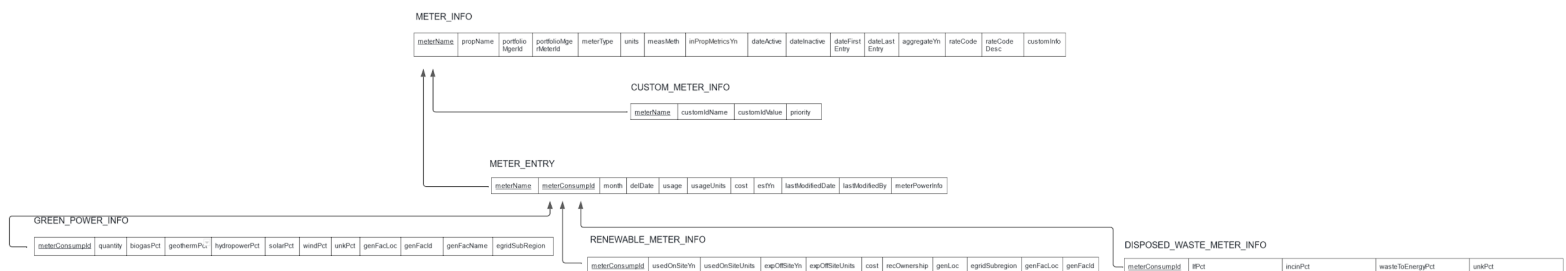 METER_INFO
meterName propName portfolio MgerId portfolioMge rMeterId meterType units measMeth inPropMetricsYn dateActive dateInactive dateFirst Entry dateLast Entry aggregateYn rateCode rateCode Desc customInfo
CUSTOM_METER_INFO
meterName customIdName customIdValue priority
METER_ENTRY
meterName meterConsumpId month delDate usage usageUnits cost estYn lastModifiedDate lastModifiedBy meterPowerInfo
GREEN_POWER_INFO
meterConsumpId quantity biogasPct geothermPct hydropowerPct solarPct windPct unkPct genFacLoc genFacId genFacName egridSubRegion
RENEWABLE_METER_INFO
meterConsumpId usedOnSiteYn usedOnSiteUnits expOffSiteYn expOffSiteUnits cost recOwnership genLoc egridSubregion genFacLoc genFacId
DISPOSED_WASTE_METER_INFO
meterConsumpId lfPct incinPct wasteToEnergyPct unkPct